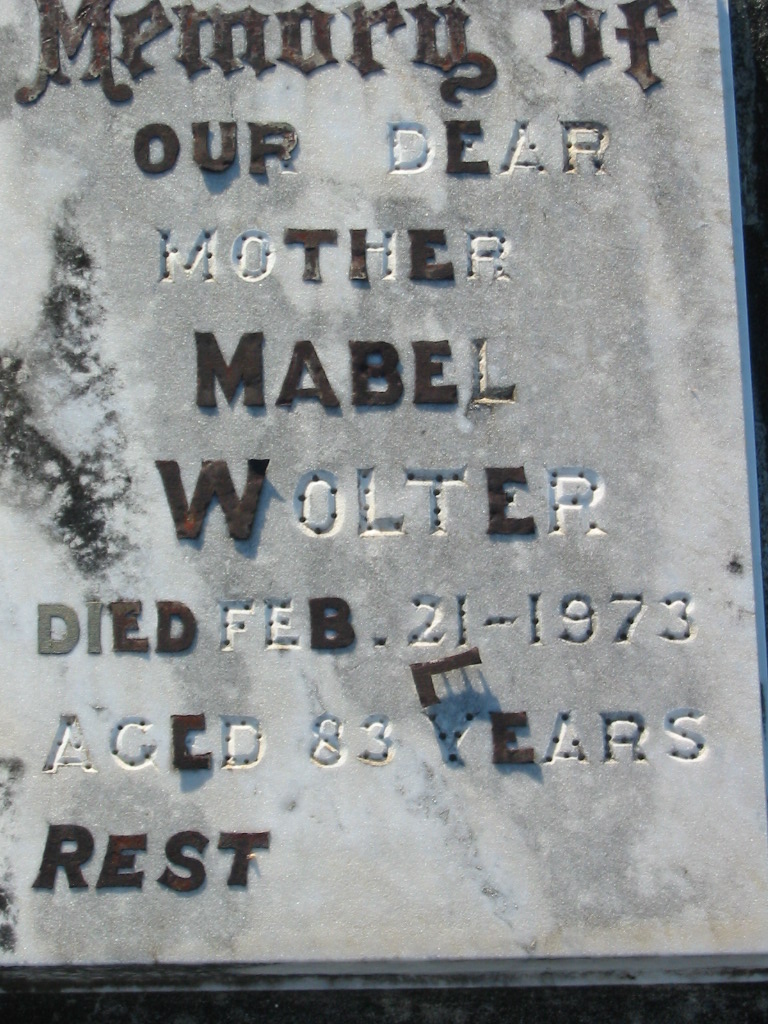 Memory of
OUR DEAR
MOTHER
MABEL
WOLTER
DIED FEB. 21-1973
AGED 83 YEARS
REST